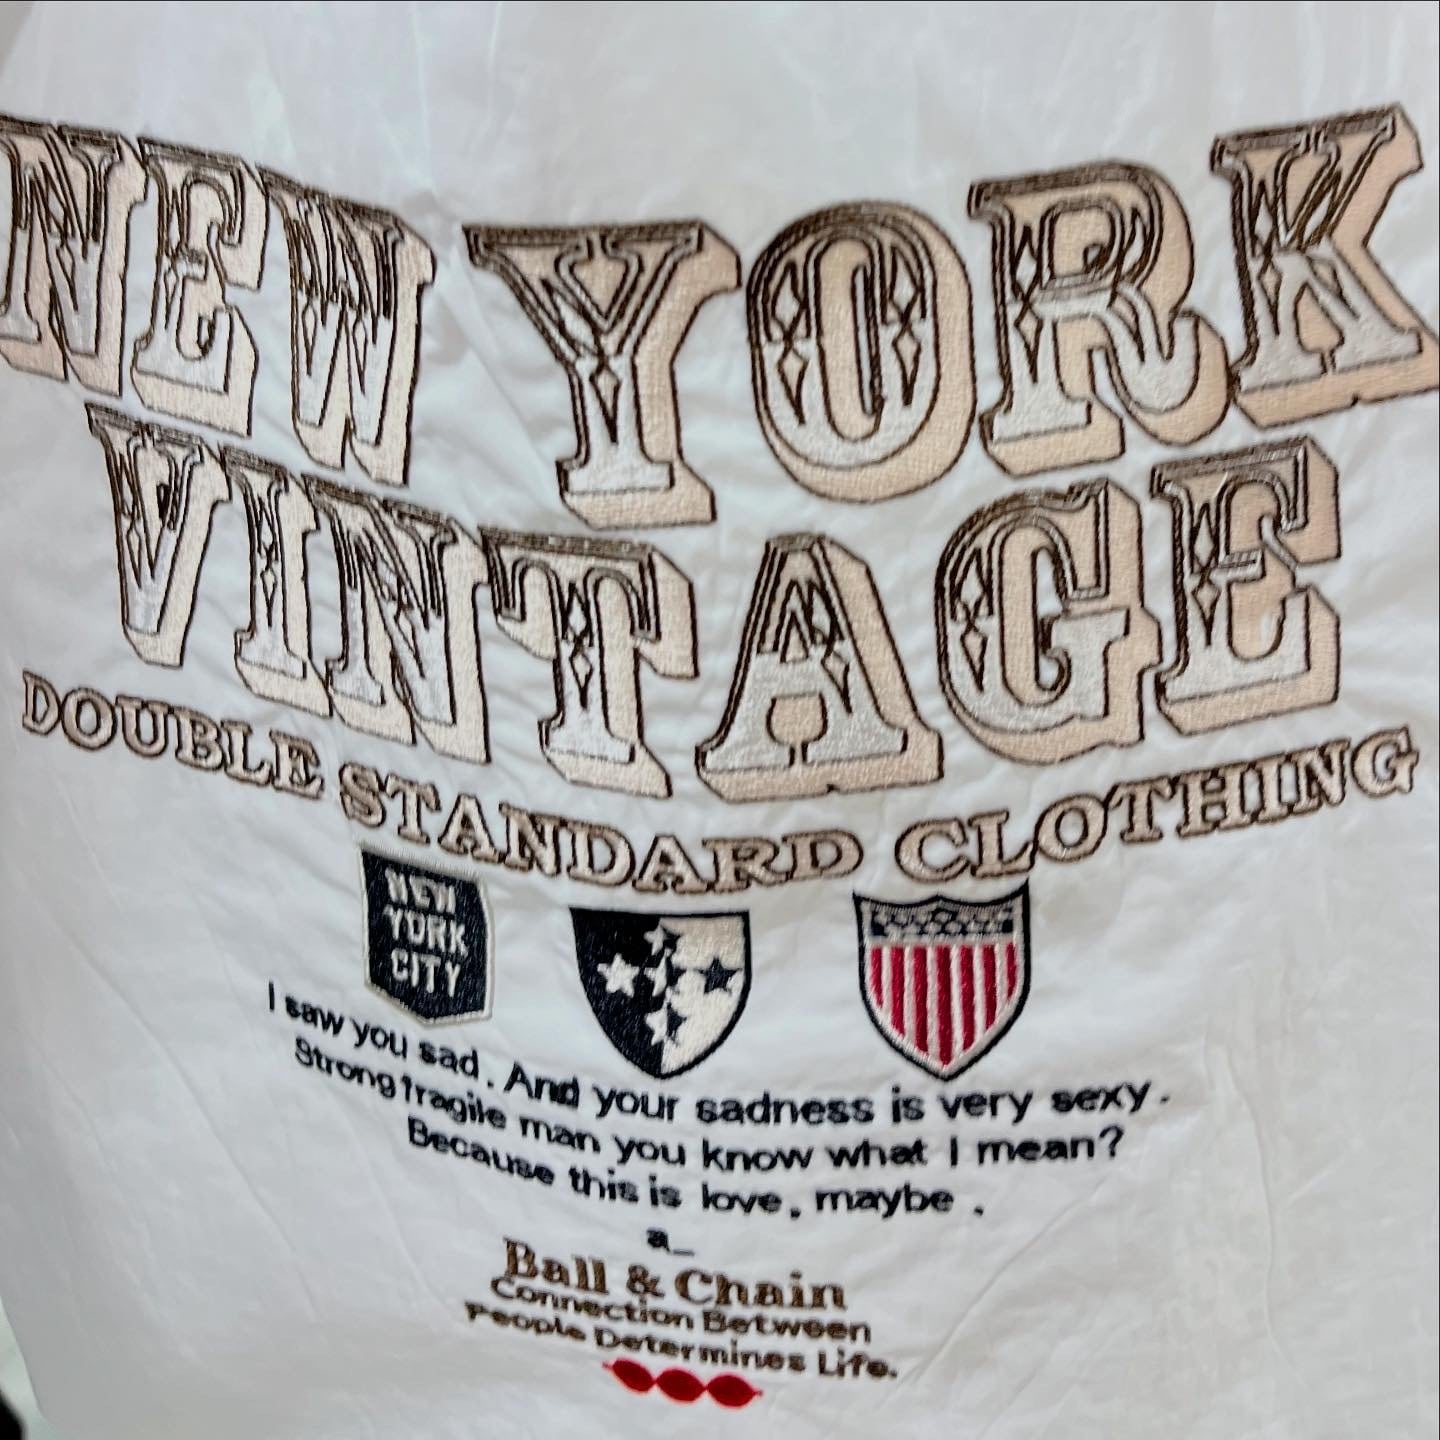 NEW YORK
VINTAGE
DOUBLE STANDARD CLOTHING
NEW
YORK
CITY
I saw you sad. And your sadness is very sexy.
Strong fragile man you know what I mean?
Because this is love, maybe.
a_
Ball & Chain
Connection Between
People Determines Life.